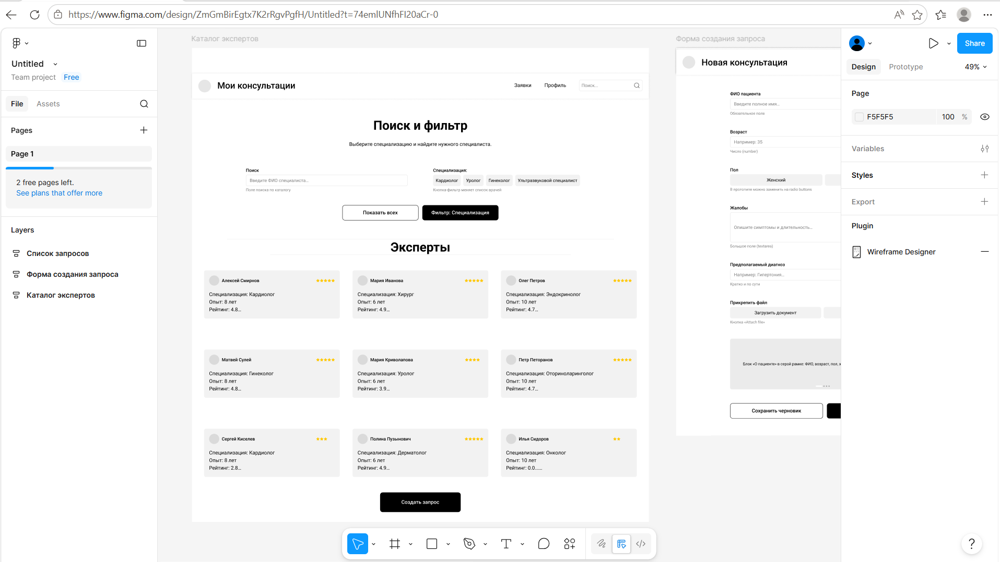 https://www.figma.com/design/ZmGmBirEgtx7K2rRgvPgfH/Untitled?t=74emlUNfhFI20aCr-0
Untitled
Team project Free
File Assets
Pages
Page 1
2 free pages left.
See plans that offer more
Layers
Список запросов
Форма создания запроса
Каталог экспертов
Каталог экспертов
Мои консультации
Заявки Профиль Поиск...
Поиск и фильтр
Выберите специализацию и найдите нужного специалиста.
Поиск
Введите ФИО специалиста...
Поле поиска по каталогу
Специализация:
Кардиолог Уролог Гинеколог Ультразвуковой специалист
Кнопка-фильтр меняет список врачей
Показать всех Фильтр: Специализация
Эксперты
Алексей Смирнов
Специализация: Кардиолог
Опыт: 8 лет
Рейтинг: 4.8...
Мария Иванова
Специализация: Хирург
Опыт: 6 лет
Рейтинг: 4.9...
Олег Петров
Специализация: Эндокринолог
Опыт: 10 лет
Рейтинг: 4.7...
Матвей Сулей
Специализация: Гинеколог
Опыт: 8 лет
Рейтинг: 4.8...
Мария Криволапова
Специализация: Уролог
Опыт: 6 лет
Рейтинг: 3.9...
Петр Петоранов
Специализация: Оториноларинголог
Опыт: 10 лет
Рейтинг: 4.7...
Сергей Киселев
Специализация: Кардиолог
Опыт: 8 лет
Рейтинг: 2.8...
Полина Пузынович
Специализация: Дерматолог
Опыт: 6 лет
Рейтинг: 4.9...
Илья Сидоров
Специализация: Онколог
Опыт: 10 лет
Рейтинг: 0.0......
Создать запрос
Форма создания запроса
Новая консультация
ФИО пациента
Введите полное имя...
Обязательное поле
Возраст
Например: 35
Число (number)
Пол
Женский
В прототипе можно заменить на radio buttons
Жалобы
Опишите симптомы и длительность...
Большое поле (textarea)
Предполагаемый диагноз
Например: Гипертония...
Кратко и по сути
Прикрепить файл
Загрузить документ
Кнопка «Attach file»
Блок «О пациенте» в серой рамке: ФИО, возраст, пол, ж
Сохранить черновик
Share
Design Prototype 49%
Page
F5F5F5 100 %
Variables
Styles
Export
Plugin
Wireframe Designer
?